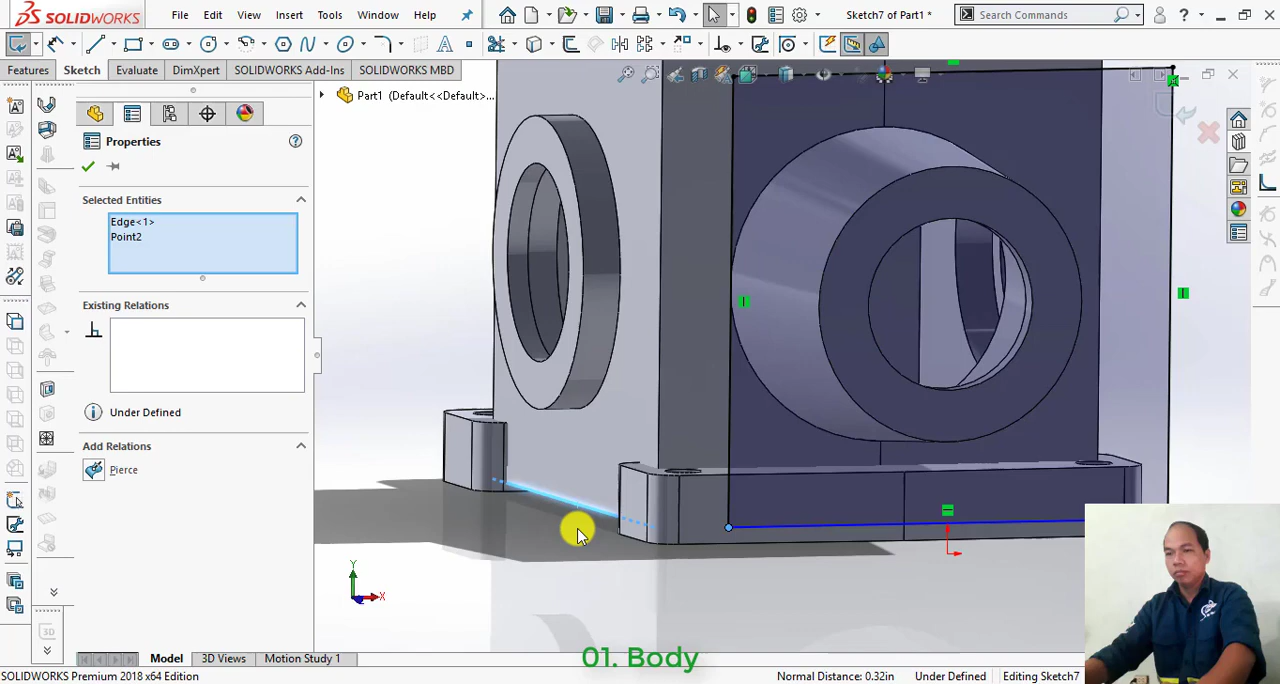 SOLIDWORKS File Edit View Insert Tools Window Help Sketch7 of Part1 * Search Commands ?
Features Sketch Evaluate DimXpert SOLIDWORKS Add-Ins SOLIDWORKS MBD
Part1 (Default<<Default>...
Properties
Selected Entities
Edge<1>
Point2
Existing Relations
Under Defined
Add Relations
Pierce
Y
X
3D
01. Body
Model 3D Views Motion Study 1
SOLIDWORKS Premium 2018 x64 Edition Normal Distance: 0.32in Under Defined Editing Sketch7